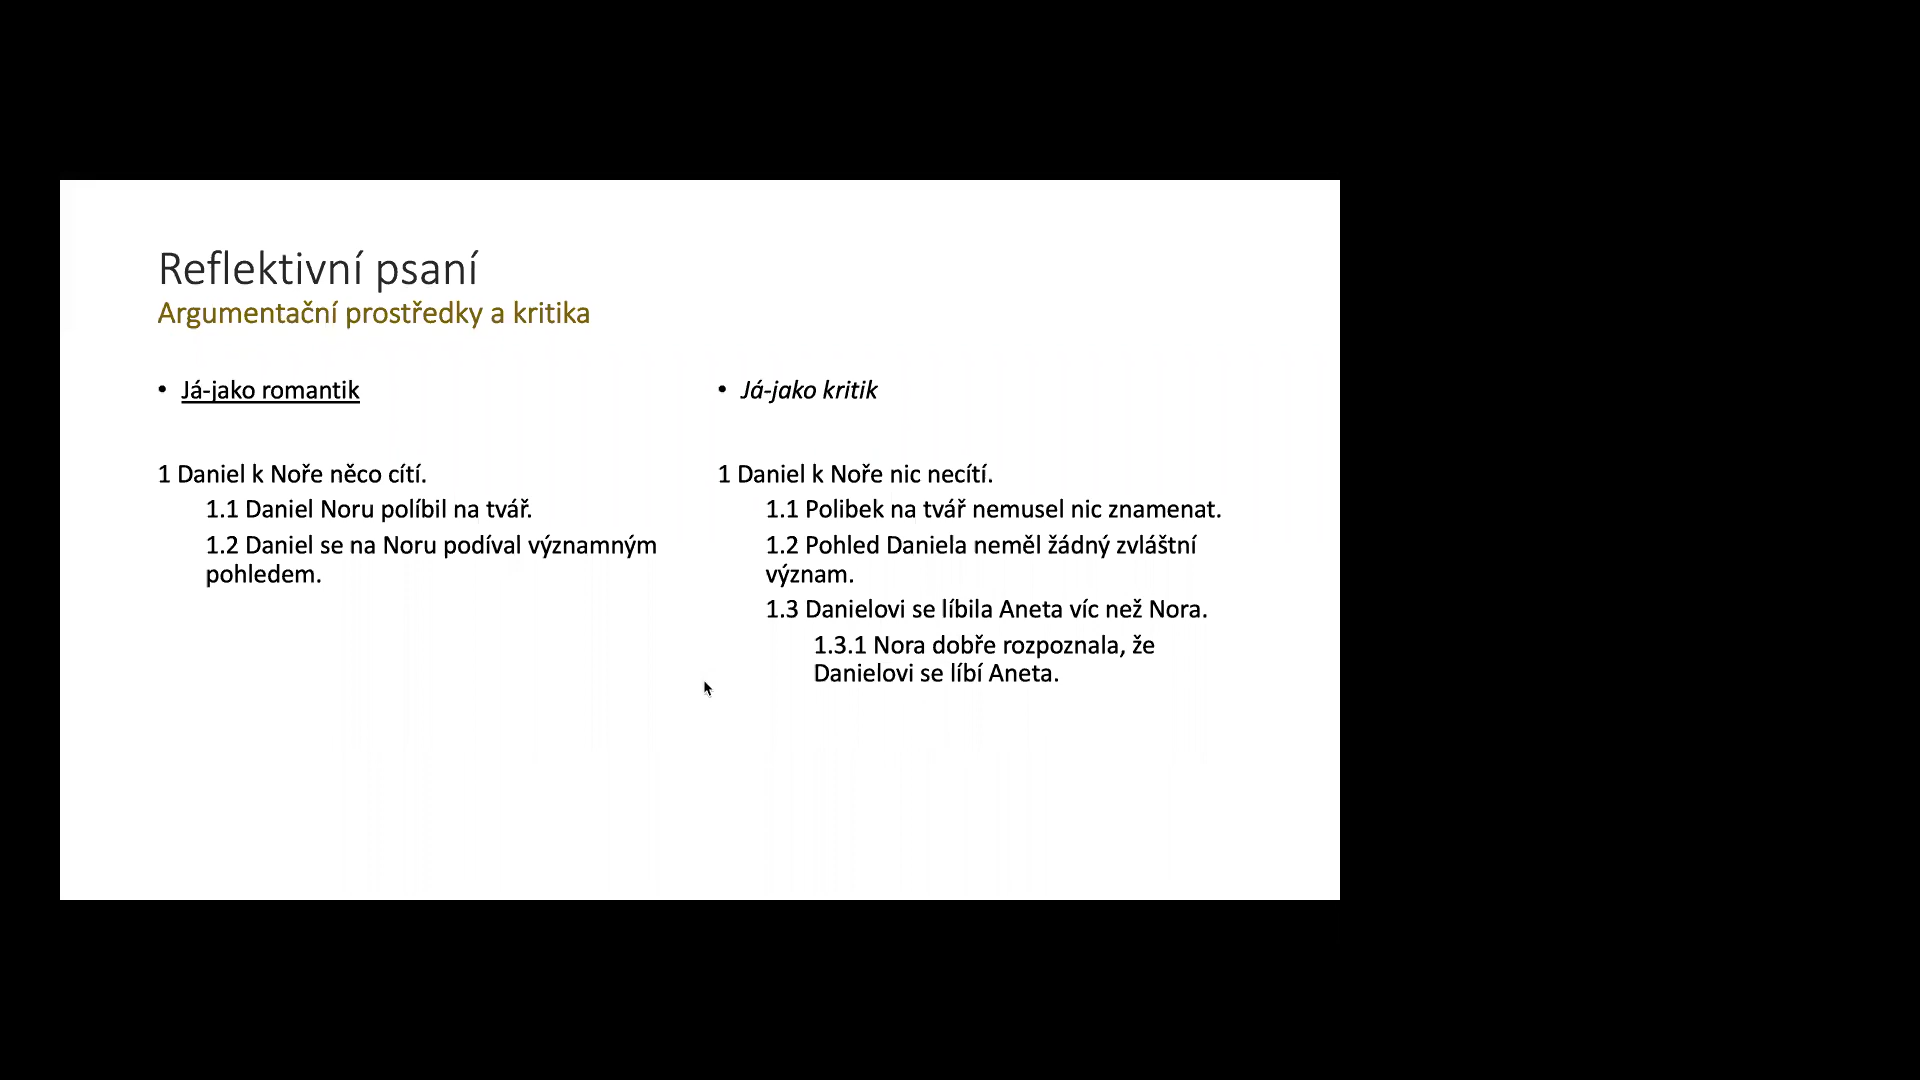 Reflektivní psaní
Argumentační prostředky a kritika
• Já-jako romantik
1 Daniel k Noře něco cítí.
1.1 Daniel Noru políbil na tvář.
1.2 Daniel se na Noru podíval významným
pohledem.
• Já-jako kritik
1 Daniel k Noře nic necítí.
1.1 Polibek na tvář nemusel nic znamenat.
1.2 Pohled Daniela neměl žádný zvláštní
význam.
1.3 Danielovi se líbila Aneta víc než Nora.
1.3.1 Nora dobře rozpoznala, že
Danielovi se líbí Aneta.